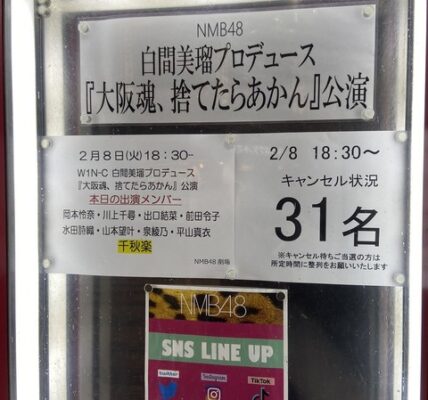 NMB48
白間美瑠プロデュース
『大阪魂、捨てたらあかん』公演
2月8日(火)18:30-
W1N-C 白間美瑠プロデュース
『大阪魂、捨てたらあかん』公演
本日の出演メンバー
岡本怜奈・川上千尋・出口結菜・前田令子
水田詩織・山本望叶・泉綾乃・平山真衣
千秋楽
NMB48 劇場
2/8 18:30～
キャンセル状況
31名
※キャンセル待ちご当選の方は
所定時間に整列をお願いいたします
NMB48
SNS LINE UP
twitter
Instagram
TikTok